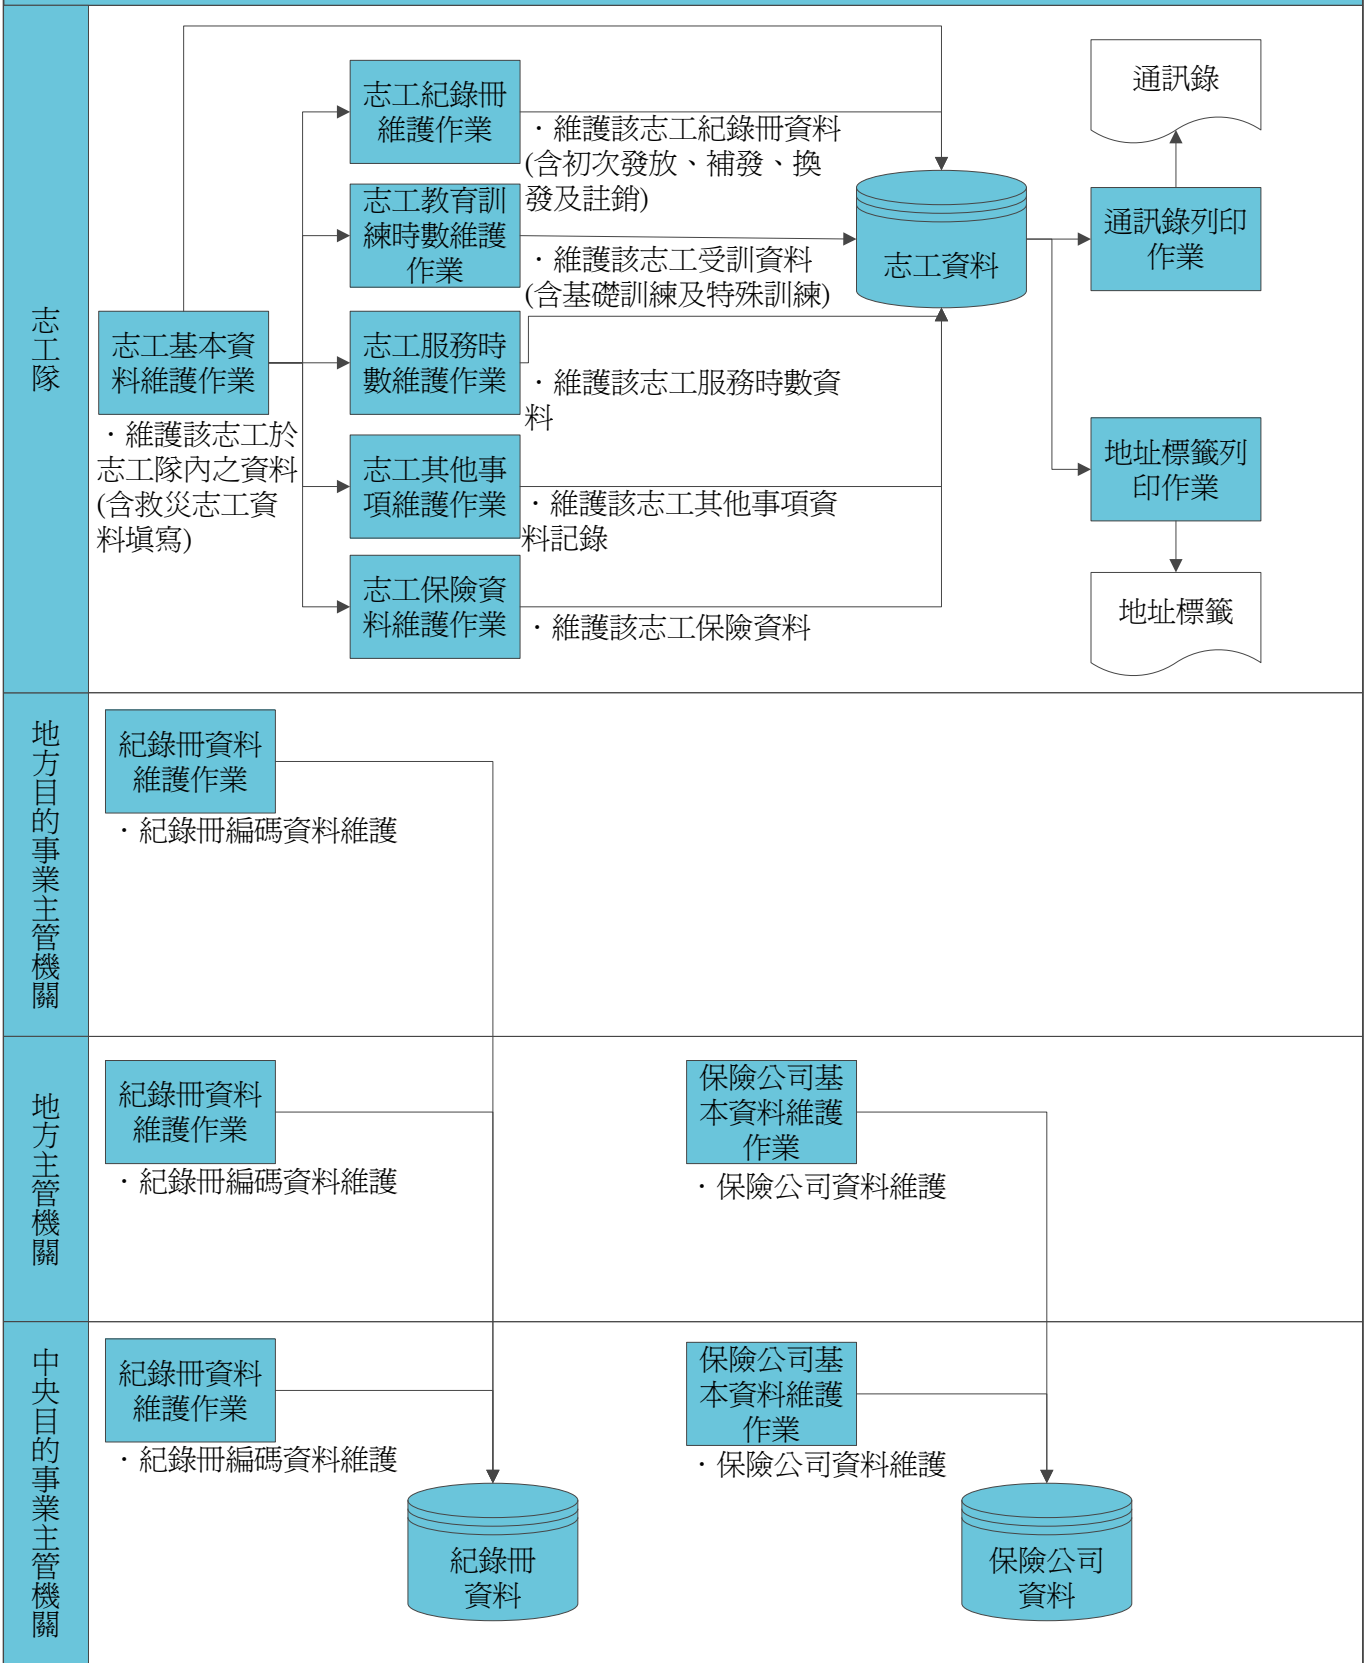 志工隊
志工基本資
料維護作業
・維護該志工於
志工隊內之資料
(含救災志工資
料填寫)
志工紀錄冊
維護作業
・維護該志工紀錄冊資料
(含初次發放、補發、換
發及註銷)
志工教育訓
練時數維護
作業
・維護該志工受訓資料
(含基礎訓練及特殊訓練)
志工服務時
數維護作業
・維護該志工服務時數資
料
志工其他事
項維護作業
・維護該志工其他事項資
料記錄
志工保險資
料維護作業
・維護該志工保險資料
志工資料
通訊錄
通訊錄列印
作業
地址標籤列
印作業
地址標籤
地方目的事業主管機關
紀錄冊資料
維護作業
・紀錄冊編碼資料維護
地方主管機關
紀錄冊資料
維護作業
・紀錄冊編碼資料維護
保險公司基
本資料維護
作業
・保險公司資料維護
中央目的事業主管機關
紀錄冊資料
維護作業
・紀錄冊編碼資料維護
保險公司基
本資料維護
作業
・保險公司資料維護
紀錄冊
資料
保險公司
資料